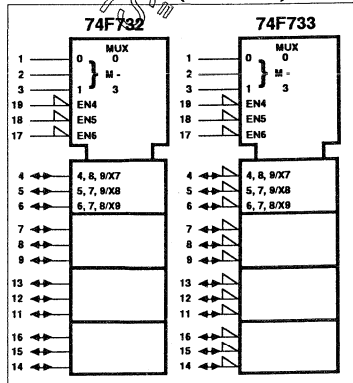 74F732 74F733
MUX MUX
1 0 0 1 0 0
2 } M - 2 } M =
3 1 3 3 1 3
19 EN4 19 EN4
18 EN5 18 EN5
17 EN6 17 EN6
4 4, 8, 9/X7 4 4, 8, 9/X7
5 5, 7, 9/X8 5 5, 7, 9/X8
6 6, 7, 8/X9 6 6, 7, 8/X9
7 7
8 8
9 9
13 13
12 12
11 11
16 16
15 15
14 14